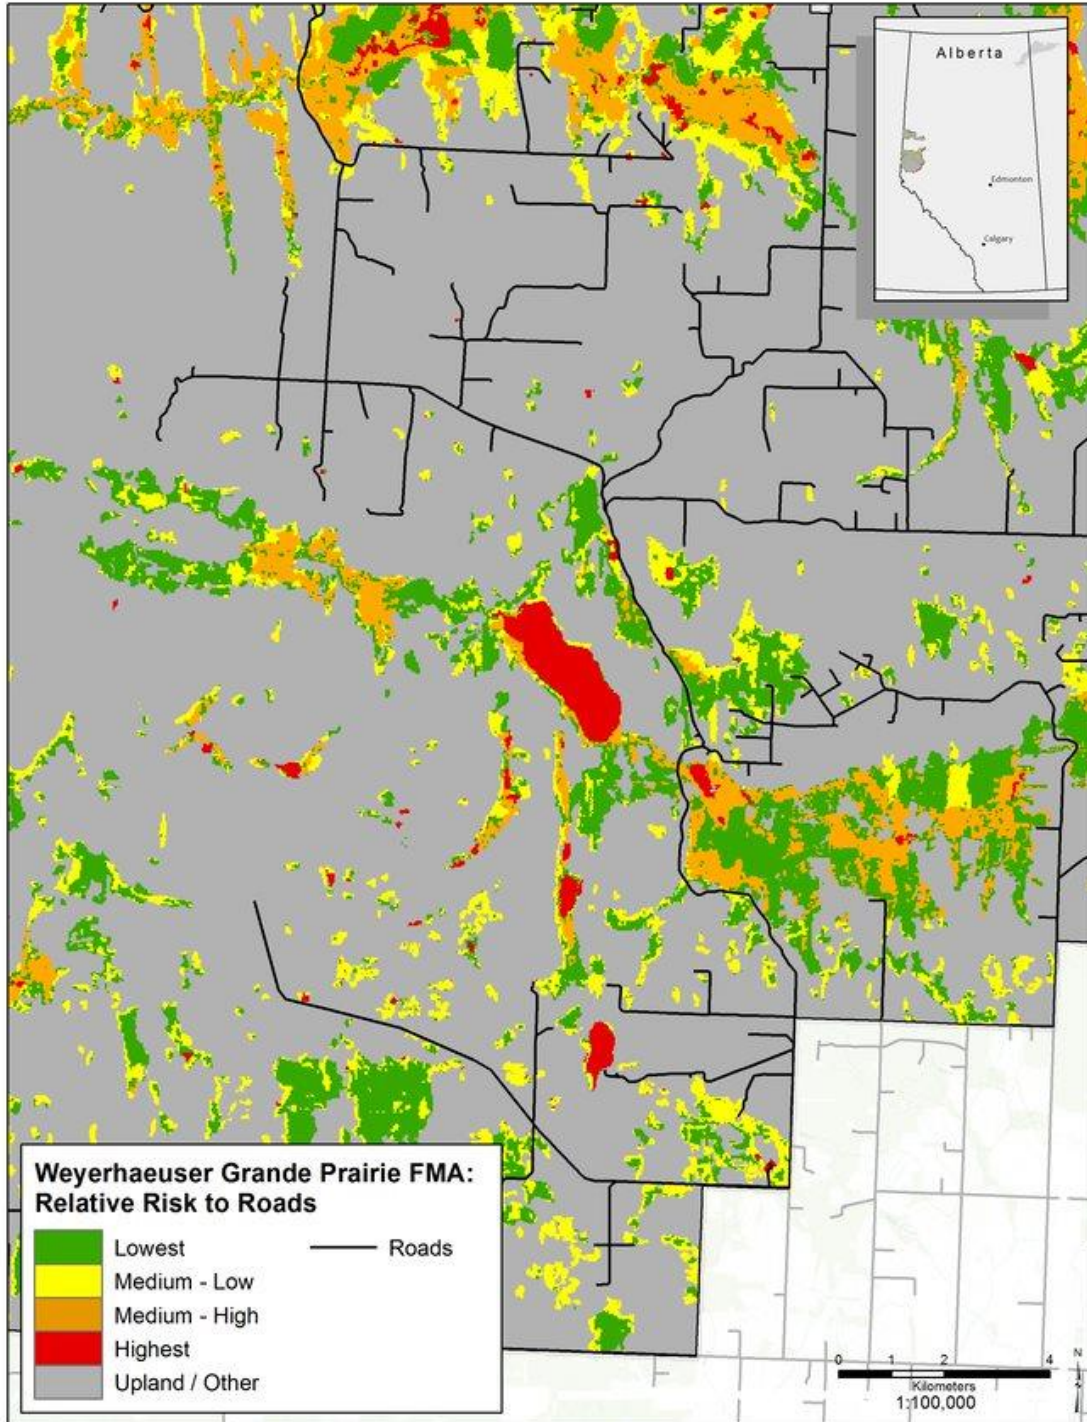 Alberta
Edmonton
Calgary
Weyerhaeuser Grande Prairie FMA:
Relative Risk to Roads
Lowest
Roads
Medium - Low
Medium - High
Highest
Upland / Other
0 1 2 4
Kilometers
1:100,000
N